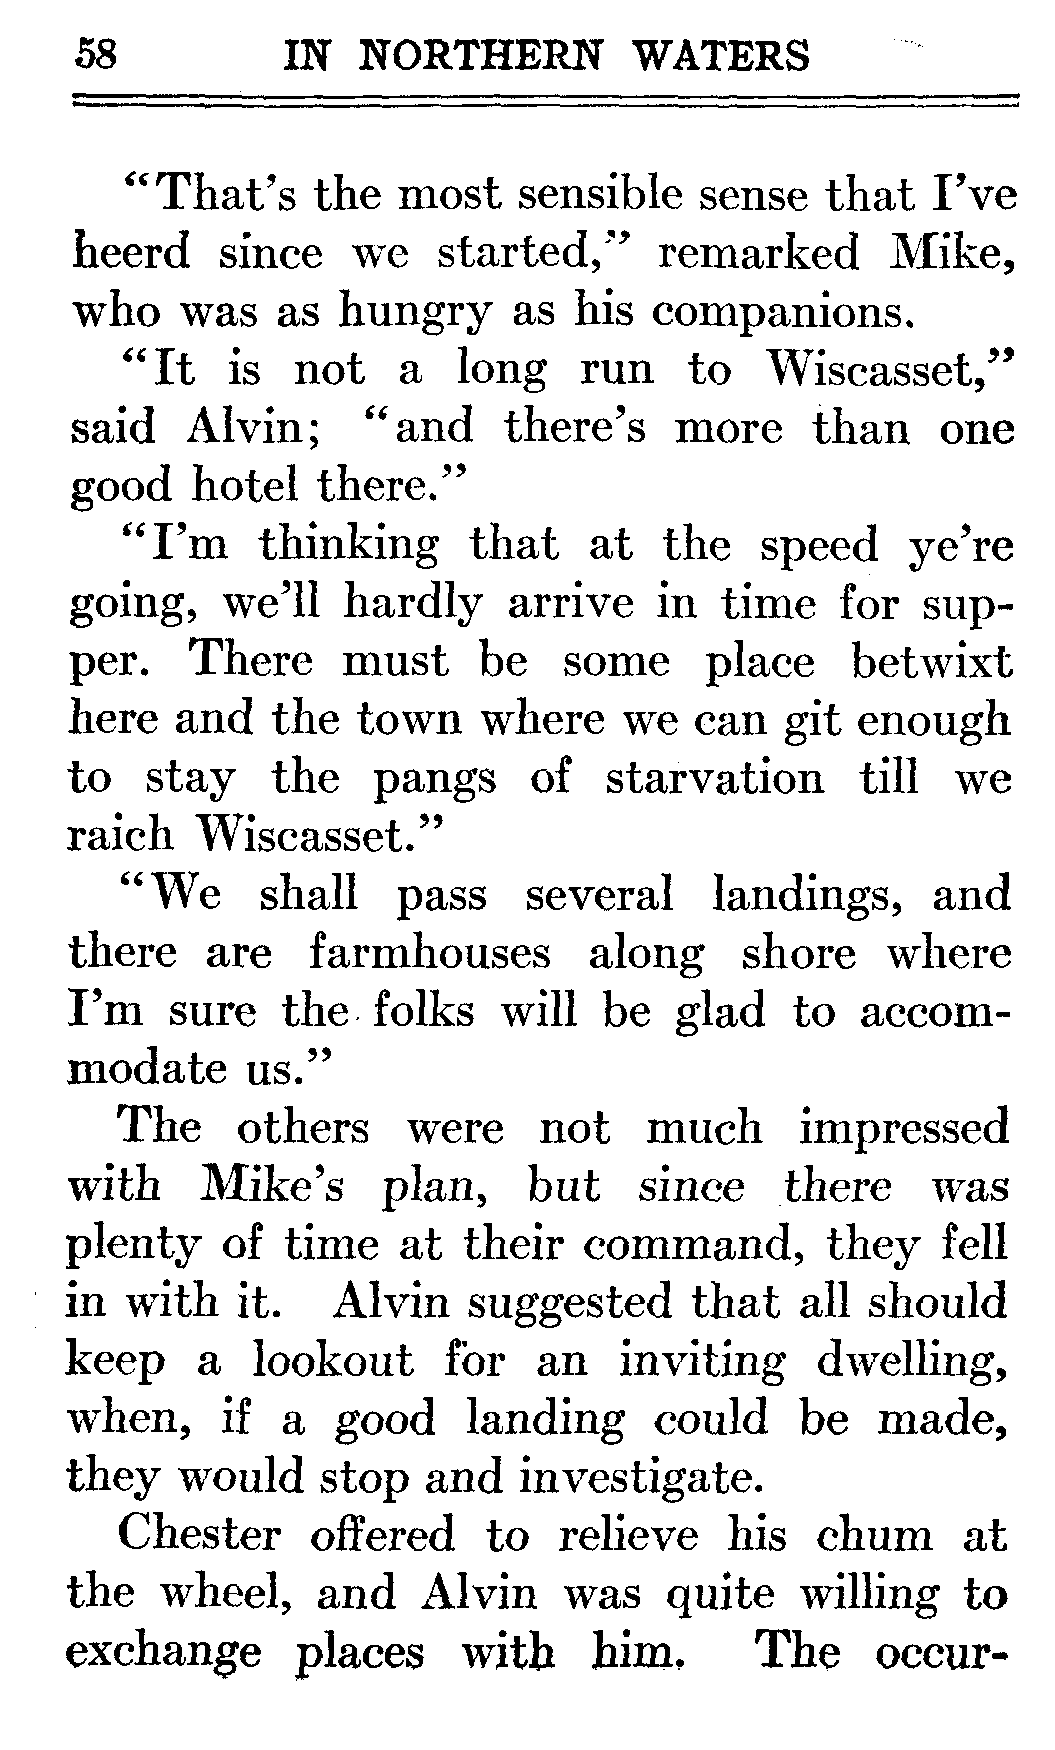 58 IN NORTHERN WATERS
“That’s the most sensible sense that I’ve
heerd since we started,” remarked Mike,
who was as hungry as his companions.
“It is not a long run to Wiscasset,”
said Alvin; “and there’s more than one
good hotel there.”
“I’m thinking that at the speed ye’re
going, we’ll hardly arrive in time for sup-
per. There must be some place betwixt
here and the town where we can git enough
to stay the pangs of starvation till we
raich Wiscasset.”
“We shall pass several landings, and
there are farmhouses along shore where
I’m sure the folks will be glad to accom-
modate us.”
The others were not much impressed
with Mike’s plan, but since there was
plenty of time at their command, they fell
in with it. Alvin suggested that all should
keep a lookout for an inviting dwelling,
when, if a good landing could be made,
they would stop and investigate.
Chester offered to relieve his chum at
the wheel, and Alvin was quite willing to
exchange places with him. The occur-